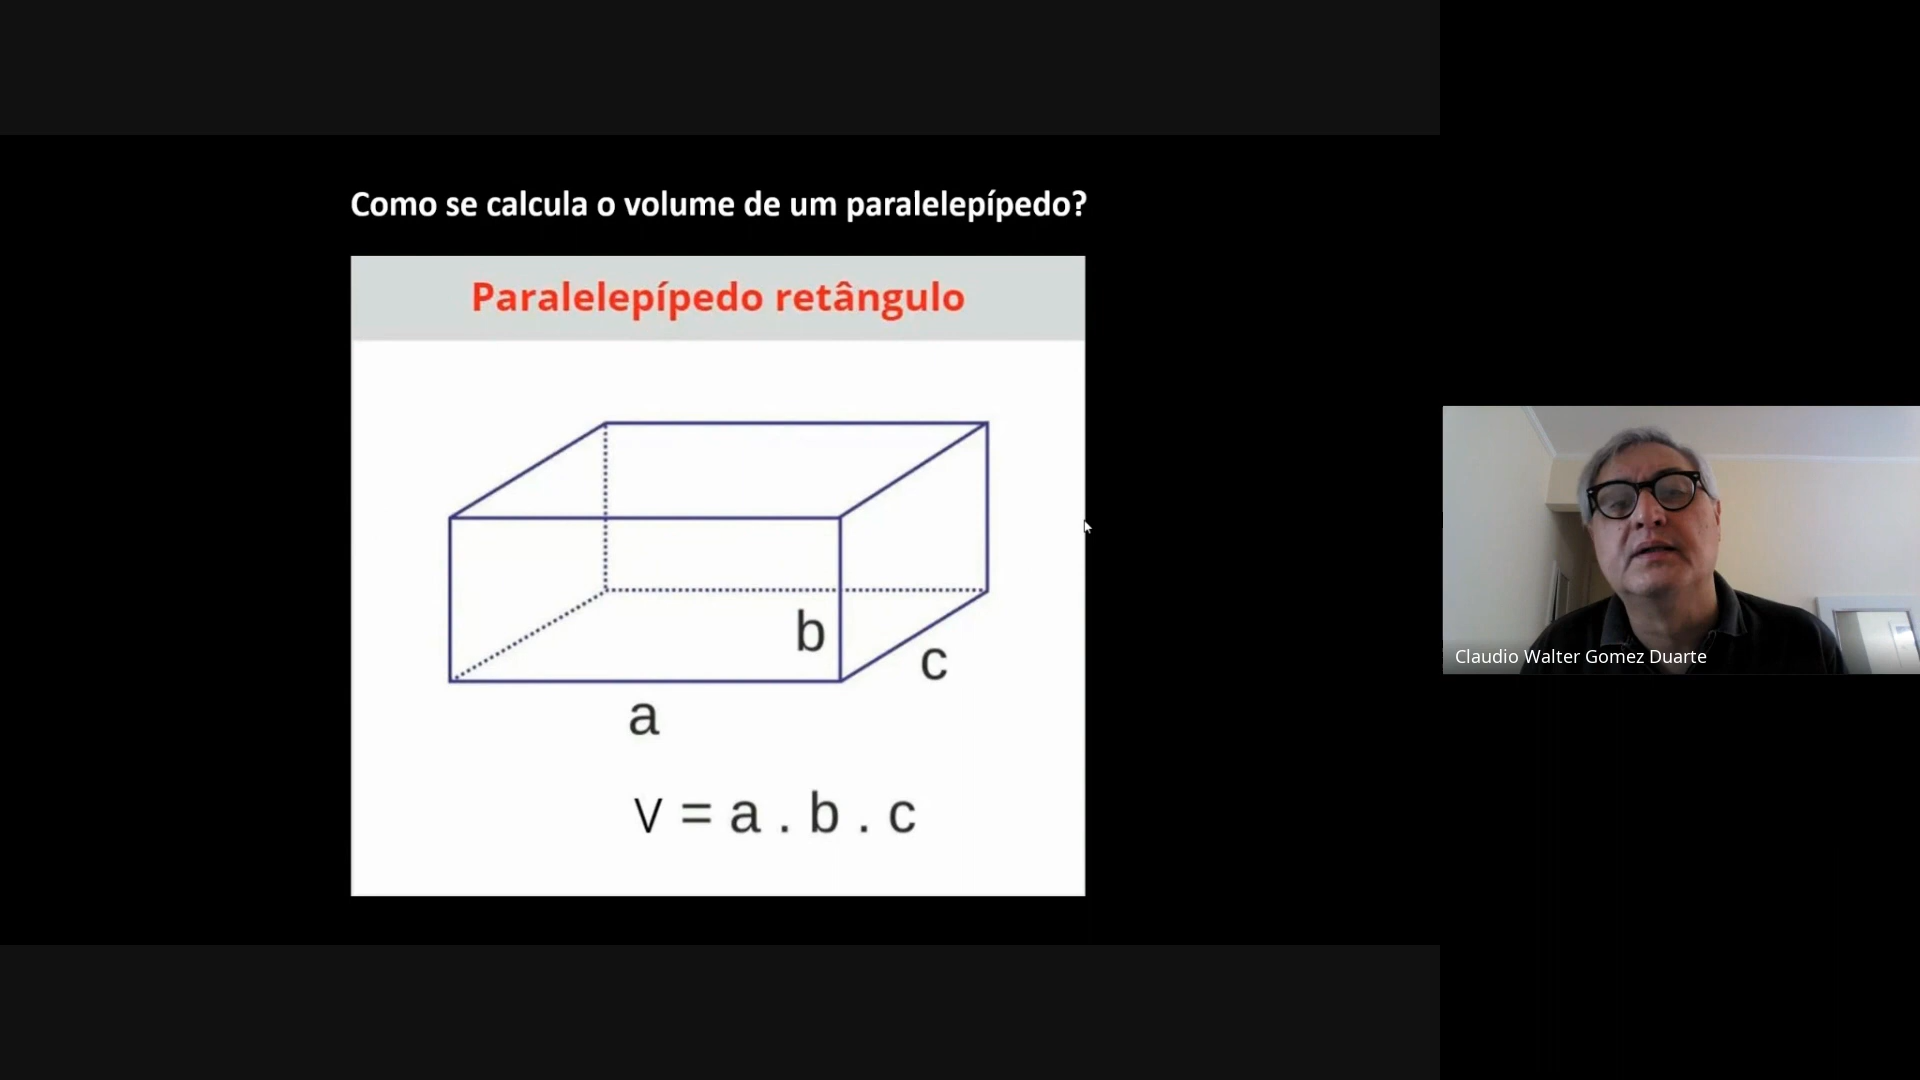 Como se calcula o volume de um paralelepípedo?
Paralelepípedo retângulo
b
c
a
V = a . b . c
Claudio Walter Gomez Duarte